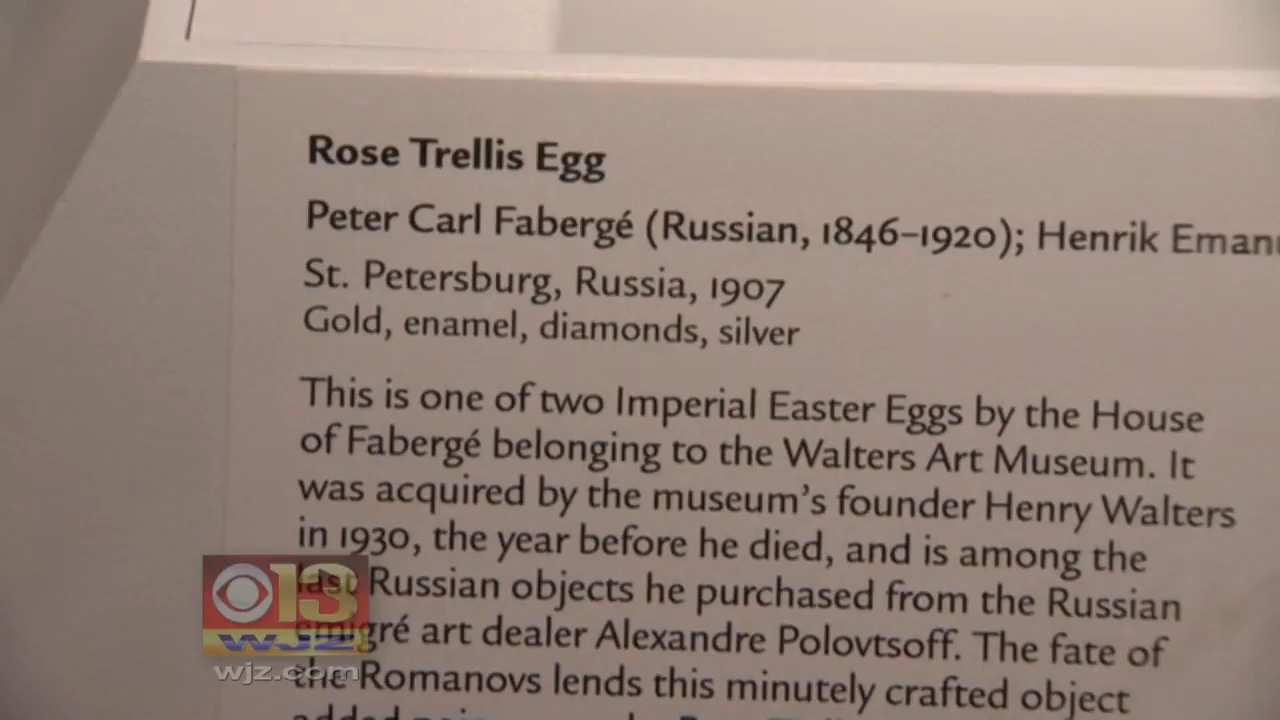 Rose Trellis Egg
Peter Carl Fabergé (Russian, 1846–1920); Henrik
St. Petersburg, Russia, 1907
Gold, enamel, diamonds, silver
This is one of two Imperial Easter Eggs by the House
of Fabergé belonging to the Walters Art Museum. It
was acquired by the museum's founder Henry Walters
in 1930, the year before he died, and is among the
last Russian objects he purchased from the Russian
émigré art dealer Alexandre Polovtsoff. The fate of
the Romanovs lends this minutely crafted object
13
WJZ
wjz.com